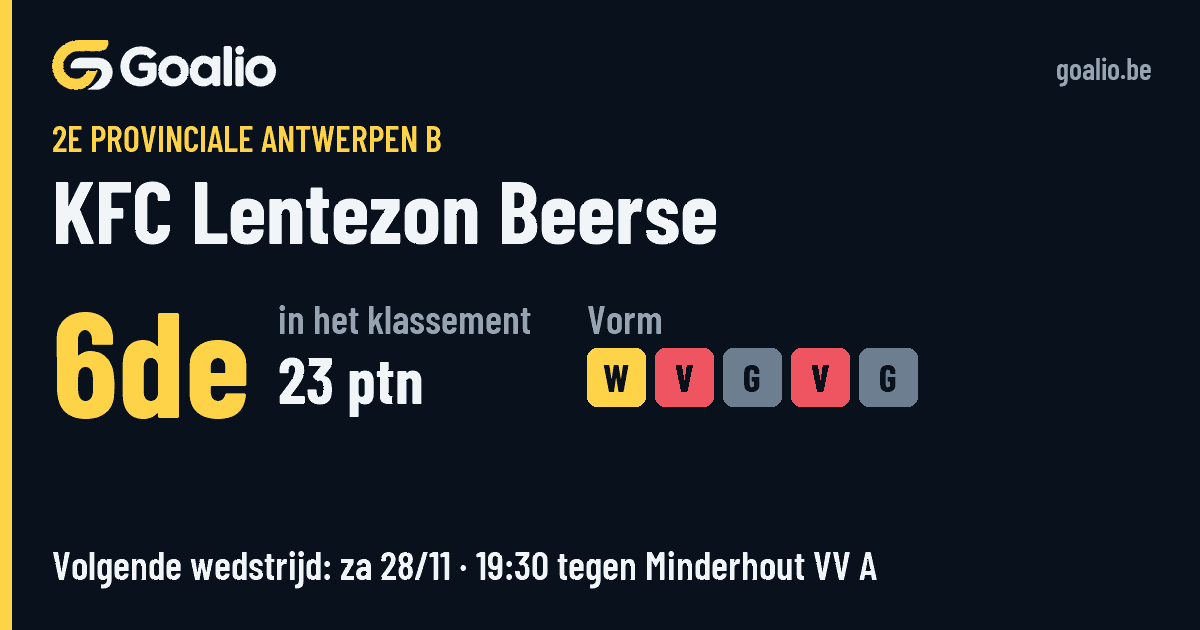 Goalio
goalio.be
2E PROVINCIALE ANTWERPEN B
KFC Lentezon Beerse
6de
in het klassement
23 ptn
Vorm
W V G V G
Volgende wedstrijd: za 28/11 · 19:30 tegen Minderhout VV A